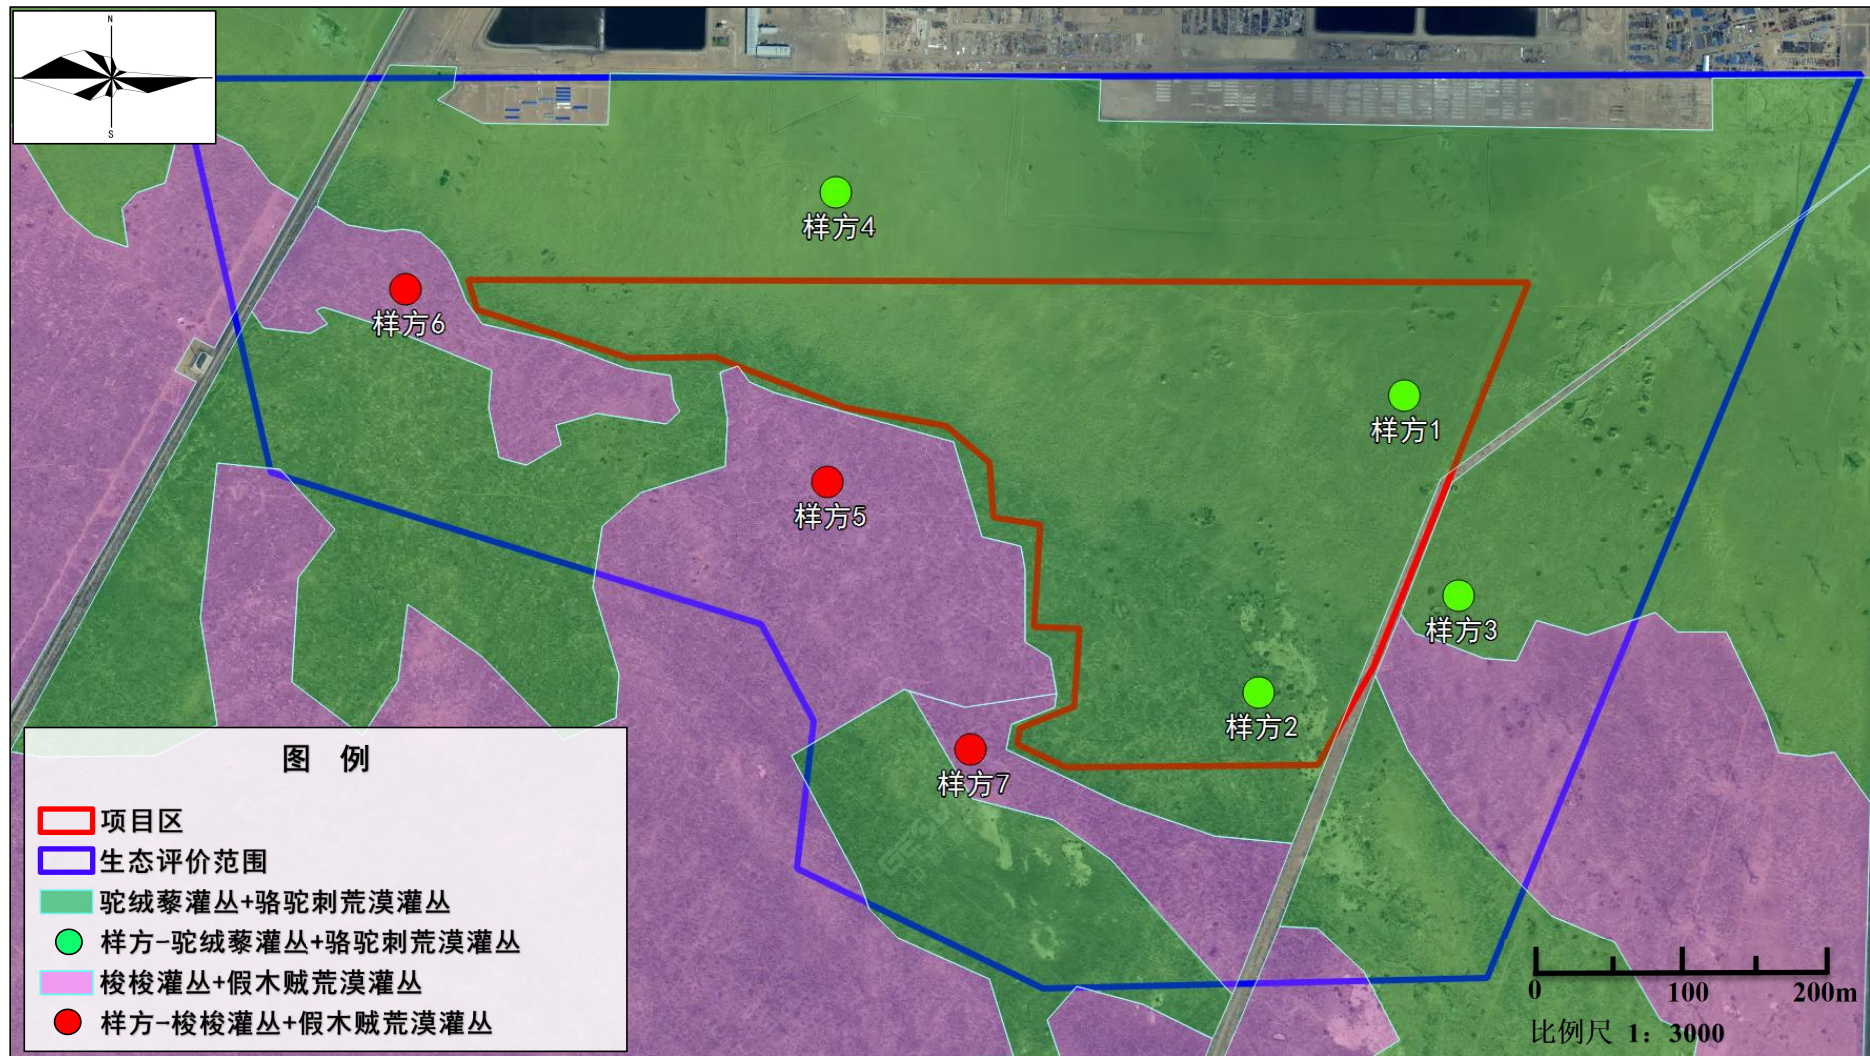 N
S
样方4
样方6
样方1
样方5
样方3
样方2
样方7
图 例
项目区
生态评价范围
驼绒藜灌丛+骆驼刺荒漠灌丛
样方-驼绒藜灌丛+骆驼刺荒漠灌丛
梭梭灌丛+假木贼荒漠灌丛
样方-梭梭灌丛+假木贼荒漠灌丛
0 100 200m
比例尺 1：3000